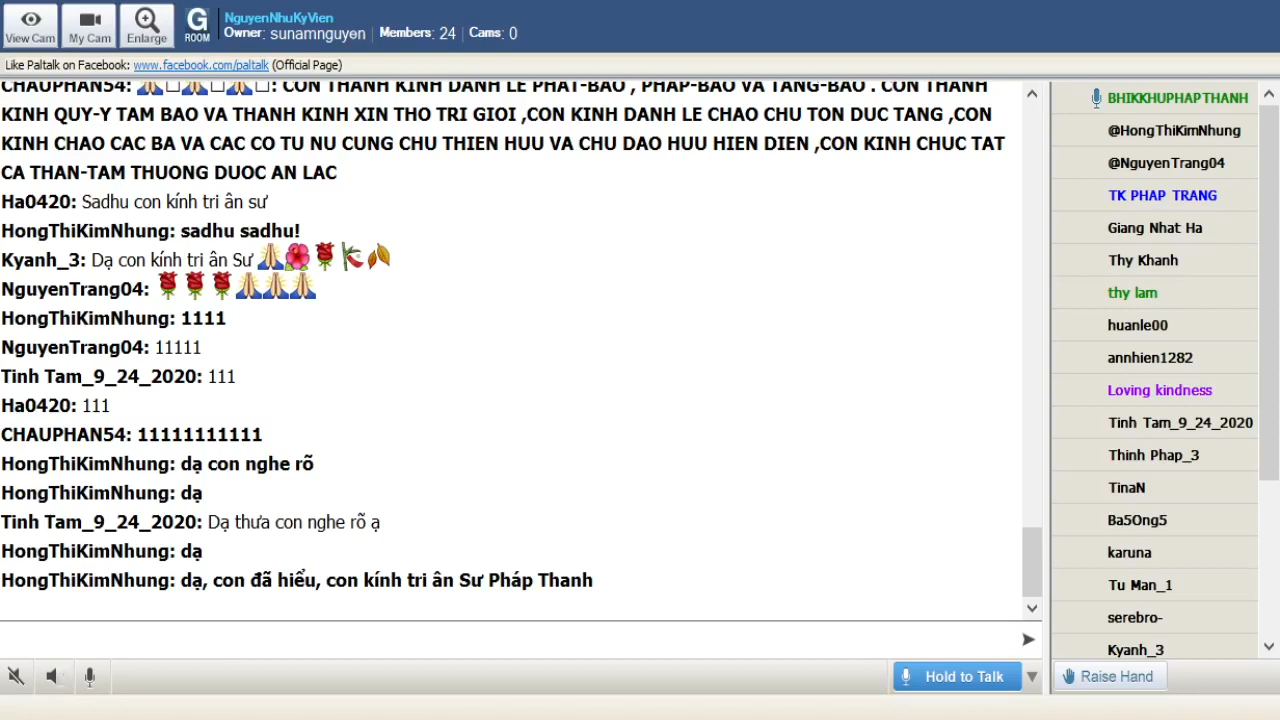 View Cam
My Cam
Enlarge
G
ROOM
NguyenNhuKyVien
Owner: sunamnguyen Members: 24 Cams: 0
Like Paltalk on Facebook: www.facebook.com/paltalk (Official Page)
CHAUPHAN54: 🙏□🙏□🙏□: CON THANH KINH DANH LE PHAT-BAO , PHAP-BAO VA TANG-BAO . CON THANH
KINH QUY-Y TAM BAO VA THANH KINH XIN THO TRI GIOI ,CON KINH DANH LE CHAO CHU TON DUC TANG ,CON
KINH CHAO CAC BA VA CAC CO TU NU CUNG CHU THIEN HUU VA CHU DAO HUU HIEN DIEN ,CON KINH CHUC TAT
CA THAN-TAM THUONG DUOC AN LAC
Ha0420: Sadhu con kính tri ân sư
HongThiKimNhung: sadhu sadhu!
Kyanh_3: Dạ con kính tri ân Sư 🙏🌺🌹🎋🍂
NguyenTrang04: 🌹🌹🌹🙏🙏🙏
HongThiKimNhung: 1111
NguyenTrang04: 11111
Tinh Tam_9_24_2020: 111
Ha0420: 111
CHAUPHAN54: 11111111111
HongThiKimNhung: dạ con nghe rõ
HongThiKimNhung: dạ
Tinh Tam_9_24_2020: Dạ thưa con nghe rõ ạ
HongThiKimNhung: dạ
HongThiKimNhung: dạ, con đã hiểu, con kính tri ân Sư Pháp Thanh
Hold to Talk
BHIKKHUPHAPTHANH
@HongThiKimNhung
@NguyenTrang04
TK PHAP TRANG
Giang Nhat Ha
Thy Khanh
thy lam
huanle00
annhien1282
Loving kindness
Tinh Tam_9_24_2020
Thinh Phap_3
TinaN
Ba5Ong5
karuna
Tu Man_1
serebro-
Kyanh_3
Raise Hand